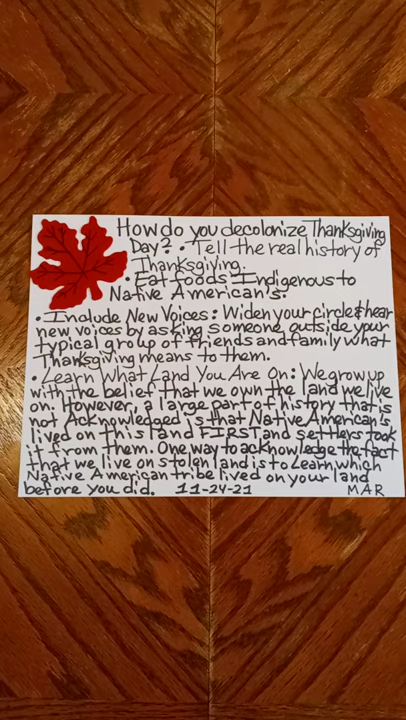 How do you decolonize Thanksgiving
Day? • Tell the real history of
Thanksgiving.
• Eat Foods Indigenous to
Native American's.
• Include New Voices: Widen your circle & hear
new voices by asking someone outside your
typical group of friends and family what
Thanksgiving means to them.
• Learn What Land You Are On: We grow up
with the belief that we own the land we live
on. However, a large part of history that is
not Acknowledged is that Native American's
lived on this land FIRST and settlers took
it from them. One way to acknowledge the fact
that we live on stolen land is to Learn which
Native American tribe lived on your land
before you did. 11-24-21 MAR